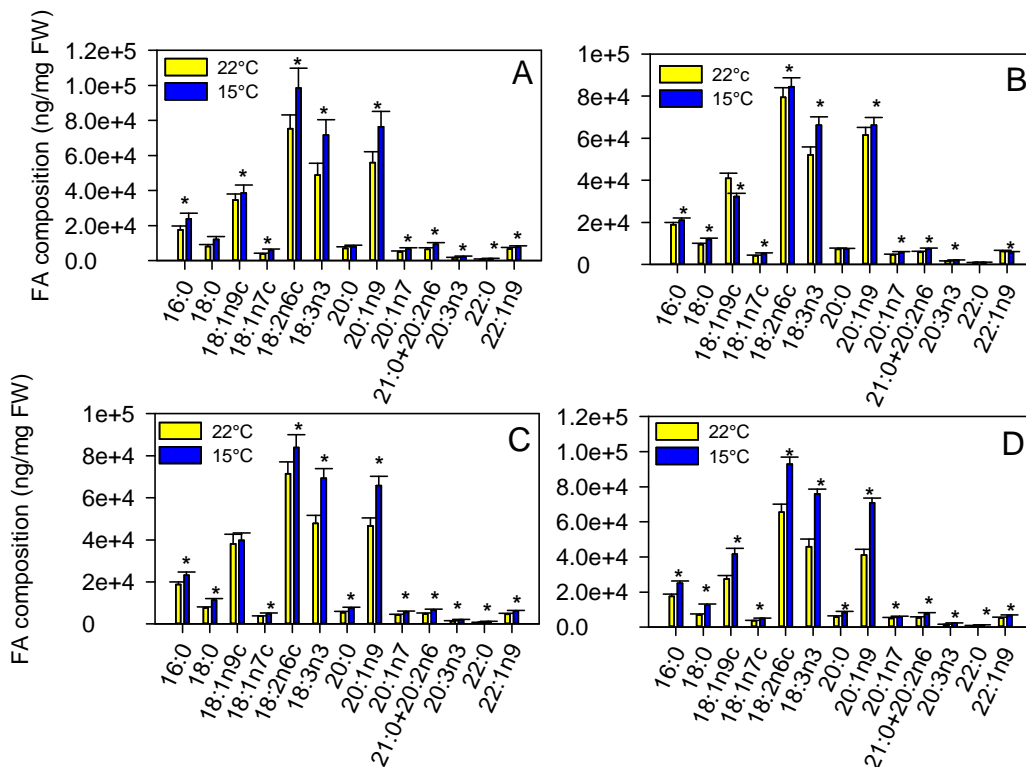 FA composition (ng/mg FW)
1.2e+5
1.0e+5
8.0e+4
6.0e+4
4.0e+4
2.0e+4
0.0
22°C
15°C
A
* * * * * * * * * * *
16:0
18:0
18:1n9c
18:1n7c
18:2n6c
18:3n3
20:0
20:1n9
20:1n7
21:0+20:2n6
20:3n3
22:0
22:1n9
1e+5
8e+4
6e+4
4e+4
2e+4
0
22°c
15°C
B
* * * * * * * * * * *
16:0
18:0
18:1n9c
18:1n7c
18:2n6c
18:3n3
20:0
20:1n9
20:1n7
21:0+20:2n6
20:3n3
22:0
22:1n9
FA composition (ng/mg FW)
1e+5
8e+4
6e+4
4e+4
2e+4
0
22°C
15°C
C
* * * * * * * * * * * *
16:0
18:0
18:1n9c
18:1n7c
18:2n6c
18:3n3
20:0
20:1n9
20:1n7
21:0+20:2n6
20:3n3
22:0
22:1n9
1.2e+5
1.0e+5
8.0e+4
6.0e+4
4.0e+4
2.0e+4
0.0
22°C
15°C
D
* * * * * * * * * * * * *
16:0
18:0
18:1n9c
18:1n7c
18:2n6c
18:3n3
20:0
20:1n9
20:1n7
21:0+20:2n6
20:3n3
22:0
22:1n9